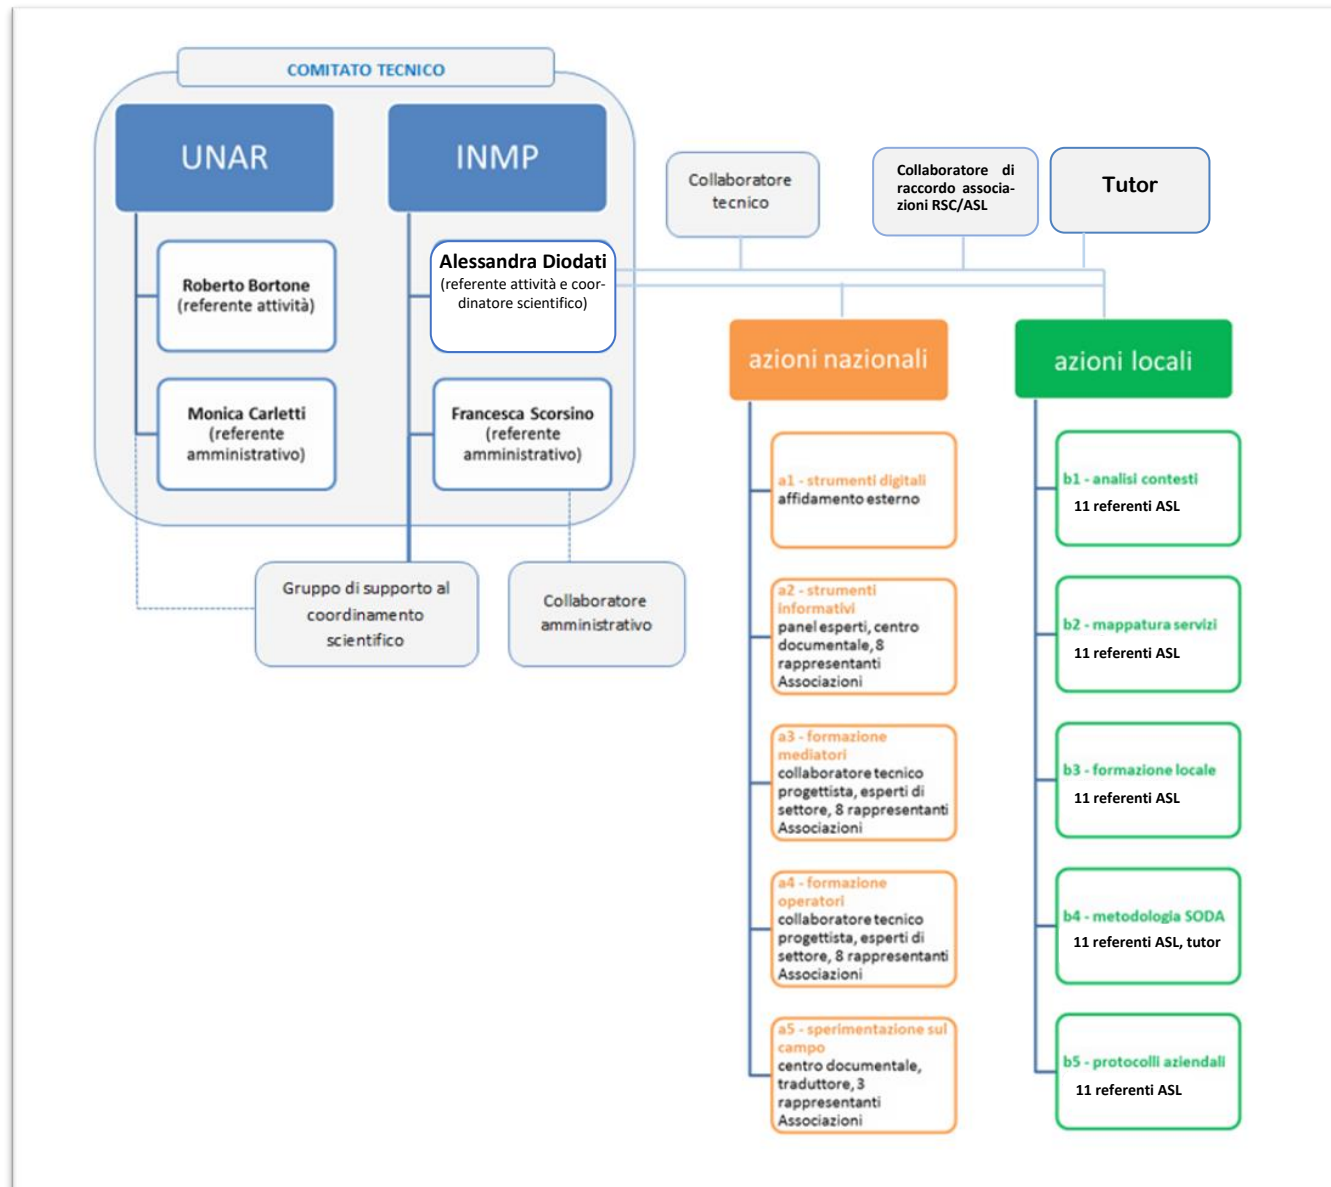 COMITATO TECNICO
UNAR
INMP
Roberto Bortone
(referente attività)
Monica Carletti
(referente
amministrativo)
Alessandra Diodati
(referente attività e coor-
dinatore scientifico)
Francesca Scorsino
(referente
amministrativo)
Gruppo di supporto al
coordinamento
scientifico
Collaboratore
amministrativo
Collaboratore
tecnico
Collaboratore di
raccordo associa-
zioni RSC/ASL
Tutor
azioni nazionali
a1 - strumenti digitali
affidamento esterno
a2 - strumenti
informativi
panel esperti, centro
documentale, 8
rappresentanti
Associazioni
a3 - formazione
mediatori
collaboratore tecnico
progettista, esperti di
settore, 8 rappresentanti
Associazioni
a4 - formazione
operatori
collaboratore tecnico
progettista, esperti di
settore, 8 rappresentanti
Associazioni
a5 - sperimentazione sul
campo
centro documentale,
traduttore, 3
rappresentanti
Associazioni
azioni locali
b1 - analisi contesti
11 referenti ASL
b2 - mappatura servizi
11 referenti ASL
b3 - formazione locale
11 referenti ASL
b4 - metodologia SODA
11 referenti ASL, tutor
b5 - protocolli aziendali
11 referenti ASL